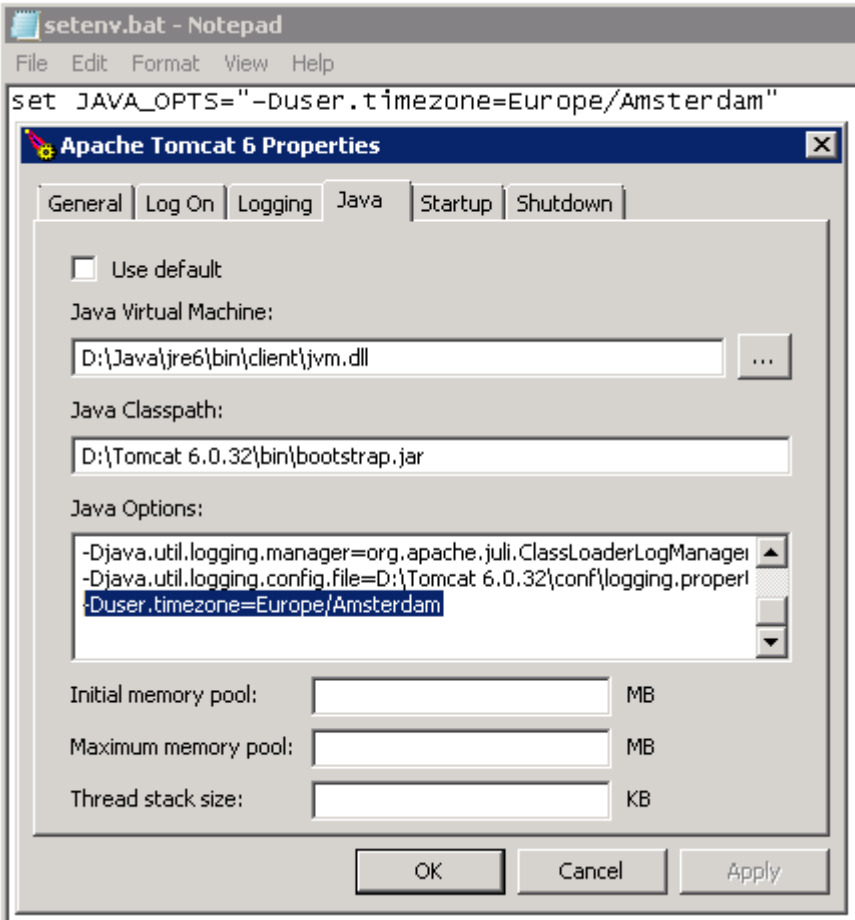 setenv.bat - Notepad
File Edit Format View Help
set JAVA_OPTS="-Duser.timezone=Europe/Amsterdam"
Apache Tomcat 6 Properties
General Log On Logging Java Startup Shutdown
Use default
Java Virtual Machine:
D:\Java\jre6\bin\client\jvm.dll
...
Java Classpath:
D:\Tomcat 6.0.32\bin\bootstrap.jar
Java Options:
-Djava.util.logging.manager=org.apache.juli.ClassLoaderLogManager
-Djava.util.logging.config.file=D:\Tomcat 6.0.32\conf\logging.propert
-Duser.timezone=Europe/Amsterdam
Initial memory pool: MB
Maximum memory pool: MB
Thread stack size: KB
OK Cancel Apply